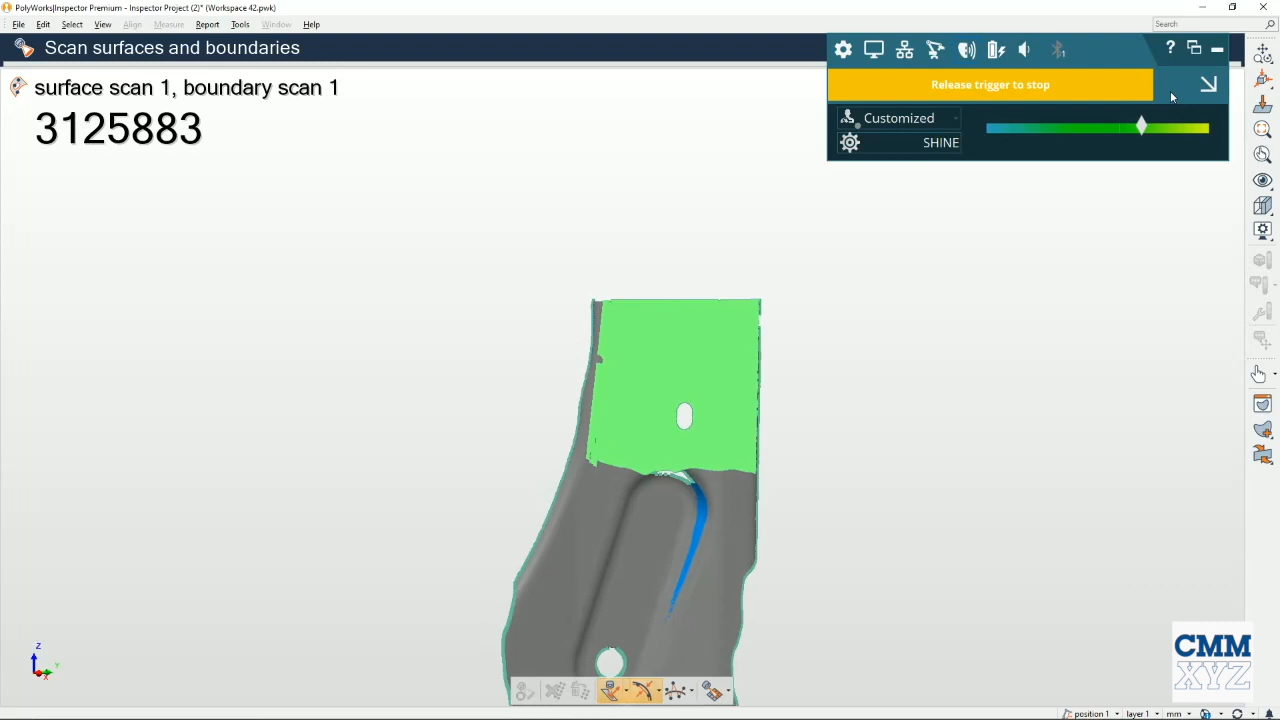 PolyWorks|Inspector Premium - Inspector Project (2)* (Workspace 42.pwk)
File Edit Select View Align Measure Report Tools Window Help
Search
Scan surfaces and boundaries
surface scan 1, boundary scan 1
3125883
1
?
Release trigger to stop
Customized
SHINE
Z
Y
X
CMM
XYZ
position 1 layer 1 mm